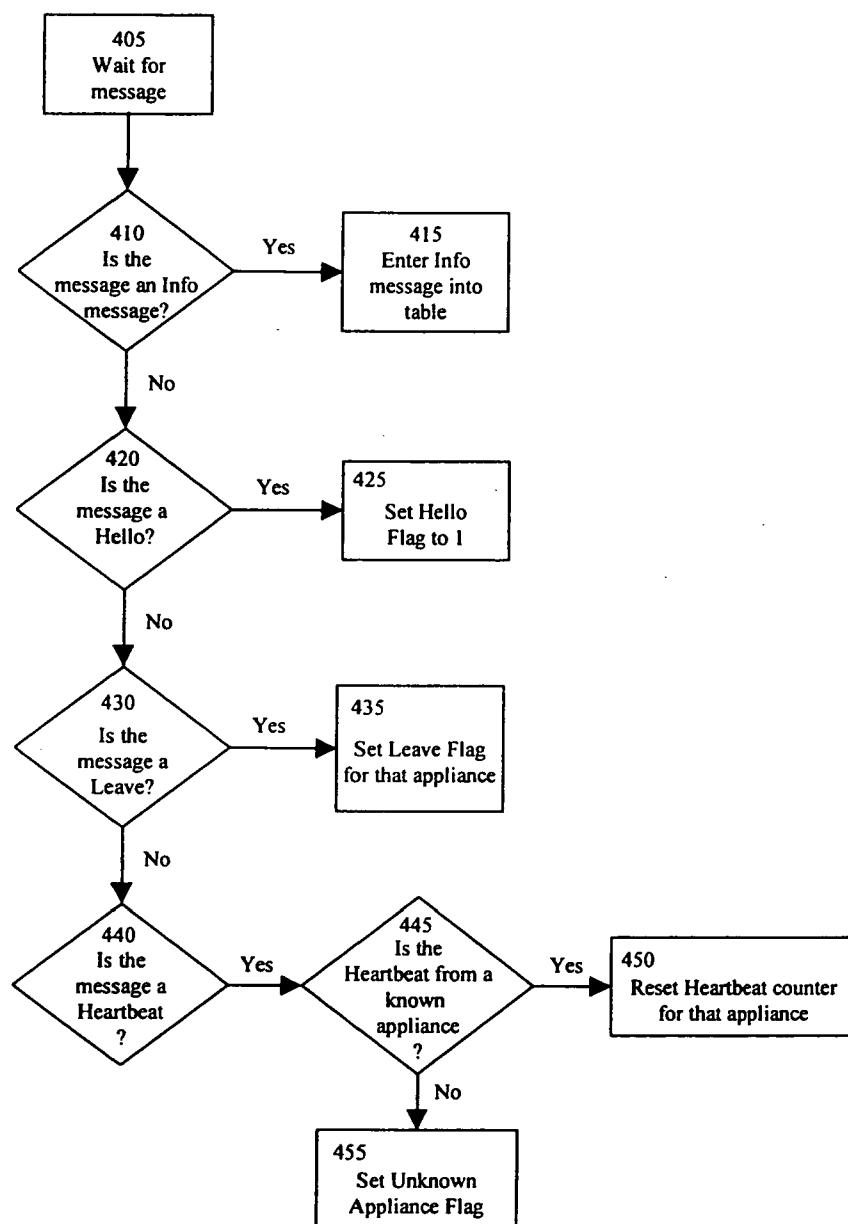 405
Wait for
message
410
Is the
message an Info
message?
Yes
415
Enter Info
message into
table
No
420
Is the
message a
Hello?
Yes
425
Set Hello
Flag to 1
No
430
Is the
message a
Leave?
Yes
435
Set Leave Flag
for that appliance
No
440
Is the
message a
Heartbeat
?
Yes
445
Is the
Heartbeat from a
known
appliance
?
Yes
450
Reset Heartbeat counter
for that appliance
No
455
Set Unknown
Appliance Flag